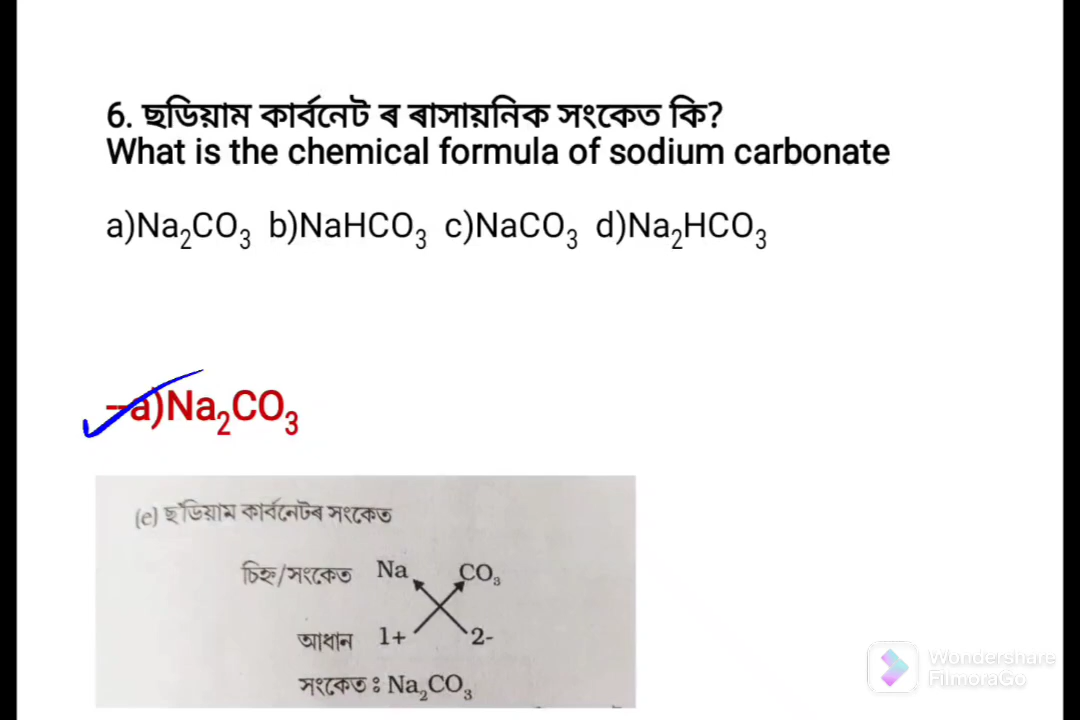 6. ছডিয়াম কাৰ্বনেট ৰ ৰাসায়নিক সংকেত কি?
What is the chemical formula of sodium carbonate
a)Na₂CO₃ b)NaHCO₃ c)NaCO₃ d)Na₂HCO₃
--a)Na₂CO₃
(e) ছডিয়াম কাৰ্বনেটৰ সংকেত
চিহ্ন/সংকেত Na CO₃
আধান 1+ 2-
সংকেত ঃ Na₂CO₃
Wondershare
FilmoraGo